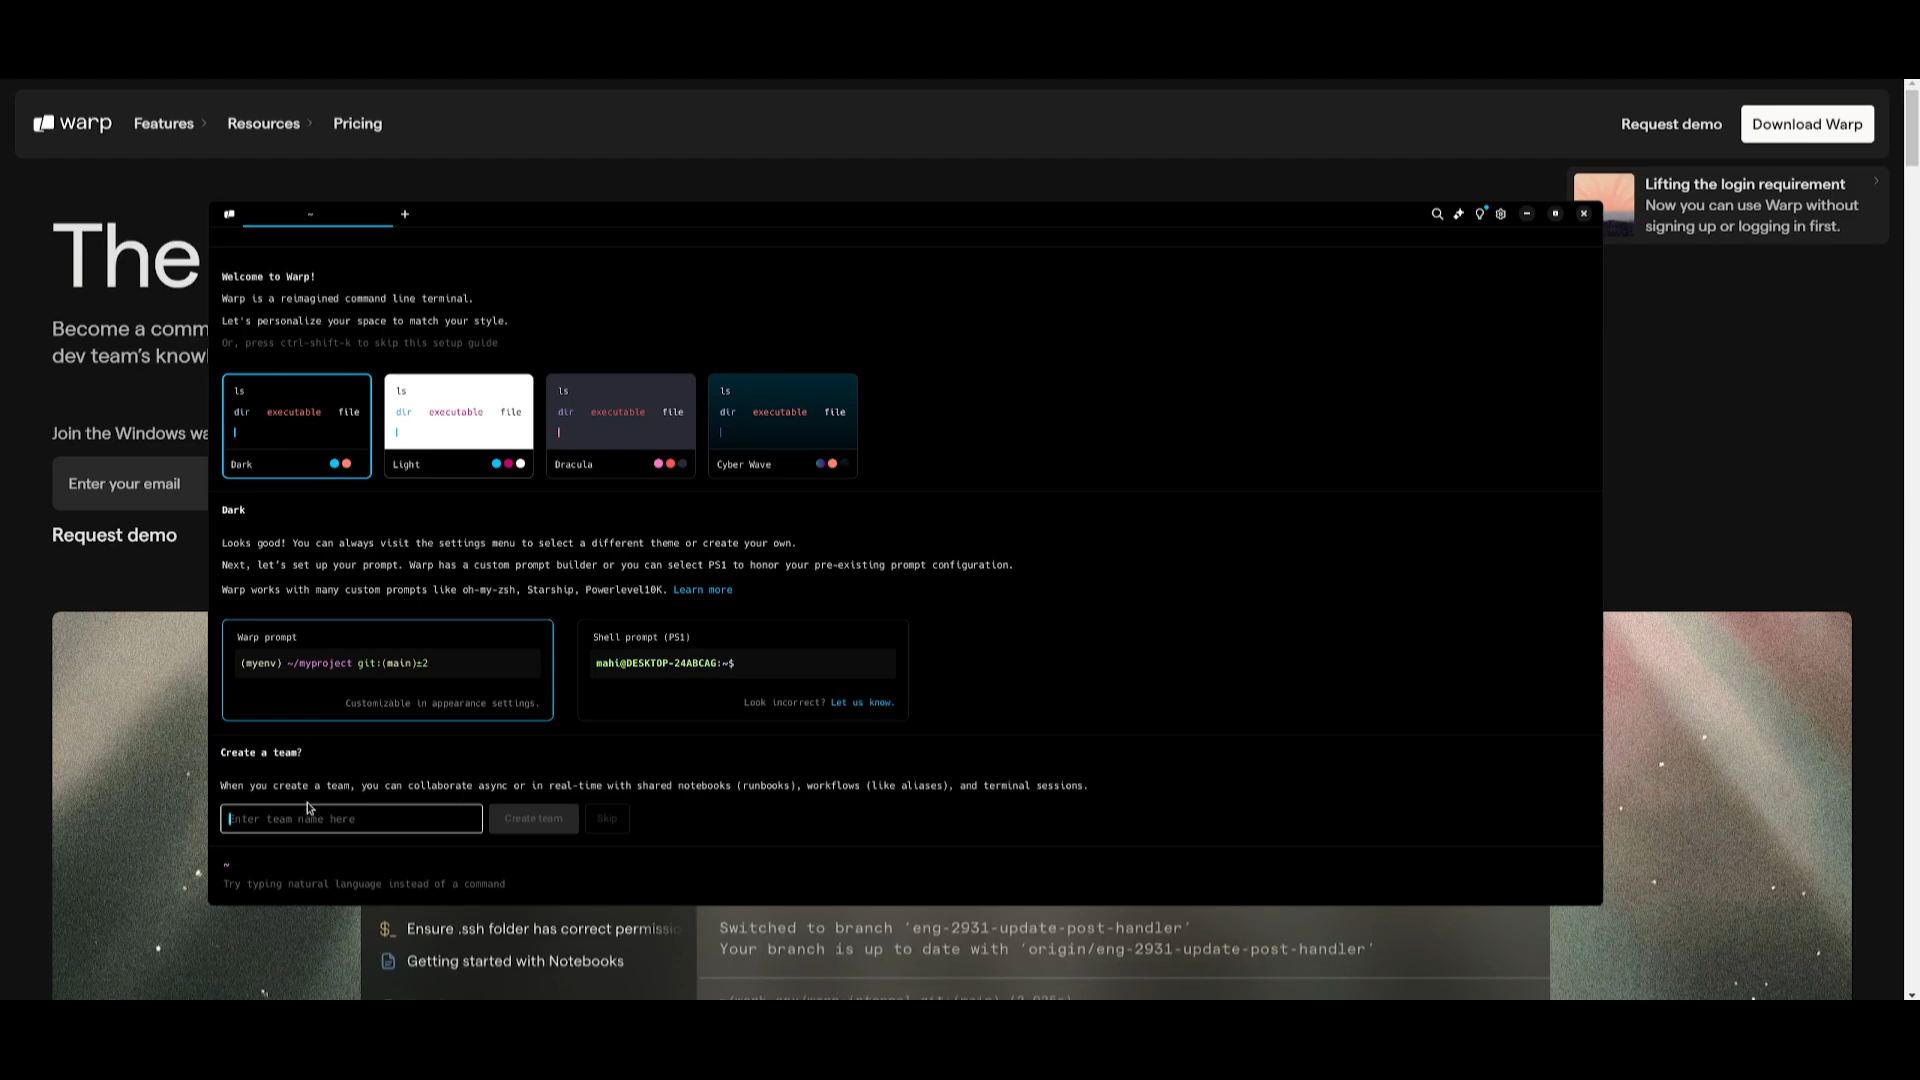 warp Features Resources Pricing Request demo Download Warp
Lifting the login requirement
Now you can use Warp without
signing up or logging in first.
The
Become a comm
dev team's know
Join the Windows wa
Enter your email
Request demo
~
Welcome to Warp!
Warp is a reimagined command line terminal.
Let's personalize your space to match your style.
Or, press ctrl-shift-k to skip this setup guide
ls
dir executable file
Dark
ls
dir executable file
Light
ls
dir executable file
Dracula
ls
dir executable file
Cyber Wave
Dark
Looks good! You can always visit the settings menu to select a different theme or create your own.
Next, let's set up your prompt. Warp has a custom prompt builder or you can select PS1 to honor your pre-existing prompt configuration.
Warp works with many custom prompts like oh-my-zsh, Starship, Powerlevel10K. Learn more
Warp prompt
(myenv) ~/myproject git:(main)±2
Customizable in appearance settings.
Shell prompt (PS1)
mahi@DESKTOP-24ABCAG:~$
Look incorrect? Let us know.
Create a team?
When you create a team, you can collaborate async or in real-time with shared notebooks (runbooks), workflows (like aliases), and terminal sessions.
Enter team name here Create team Skip
~
Try typing natural language instead of a command
$_ Ensure .ssh folder has correct permissio
Getting started with Notebooks
Switched to branch 'eng-2931-update-post-handler'
Your branch is up to date with 'origin/eng-2931-update-post-handler'